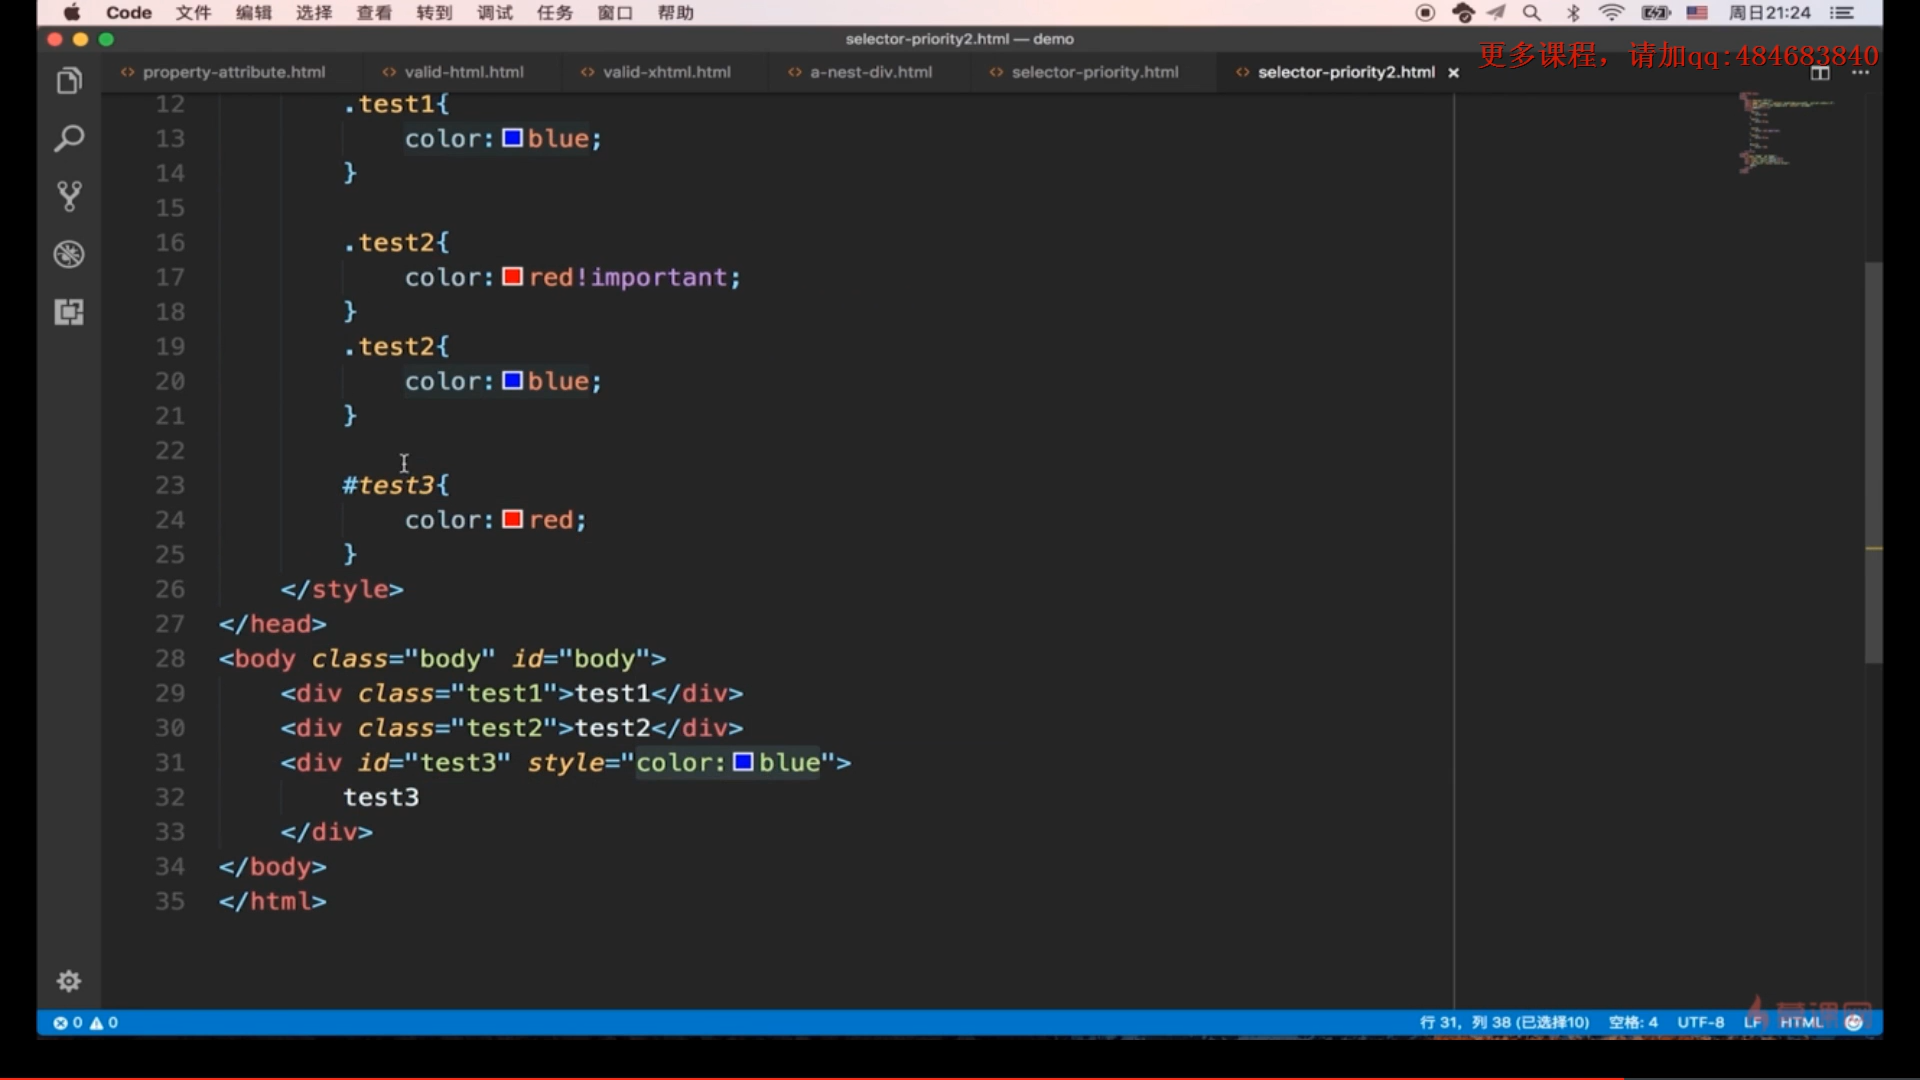 Code 文件 编辑 选择 查看 转到 调试 任务 窗口 帮助 周日21:24
selector-priority2.html — demo
更多课程，请加qq:484683840
property-attribute.html valid-html.html valid-xhtml.html a-nest-div.html selector-priority.html selector-priority2.html
12 .test1{
13 color:blue;
14 }
15
16 .test2{
17 color:red!important;
18 }
19 .test2{
20 color:blue;
21 }
22
23 #test3{
24 color:red;
25 }
26 </style>
27 </head>
28 <body class="body" id="body">
29 <div class="test1">test1</div>
30 <div class="test2">test2</div>
31 <div id="test3" style="color:blue">
32 test3
33 </div>
34 </body>
35 </html>
慕课网
0 0 行 31，列 38 (已选择10) 空格: 4 UTF-8 LF HTML